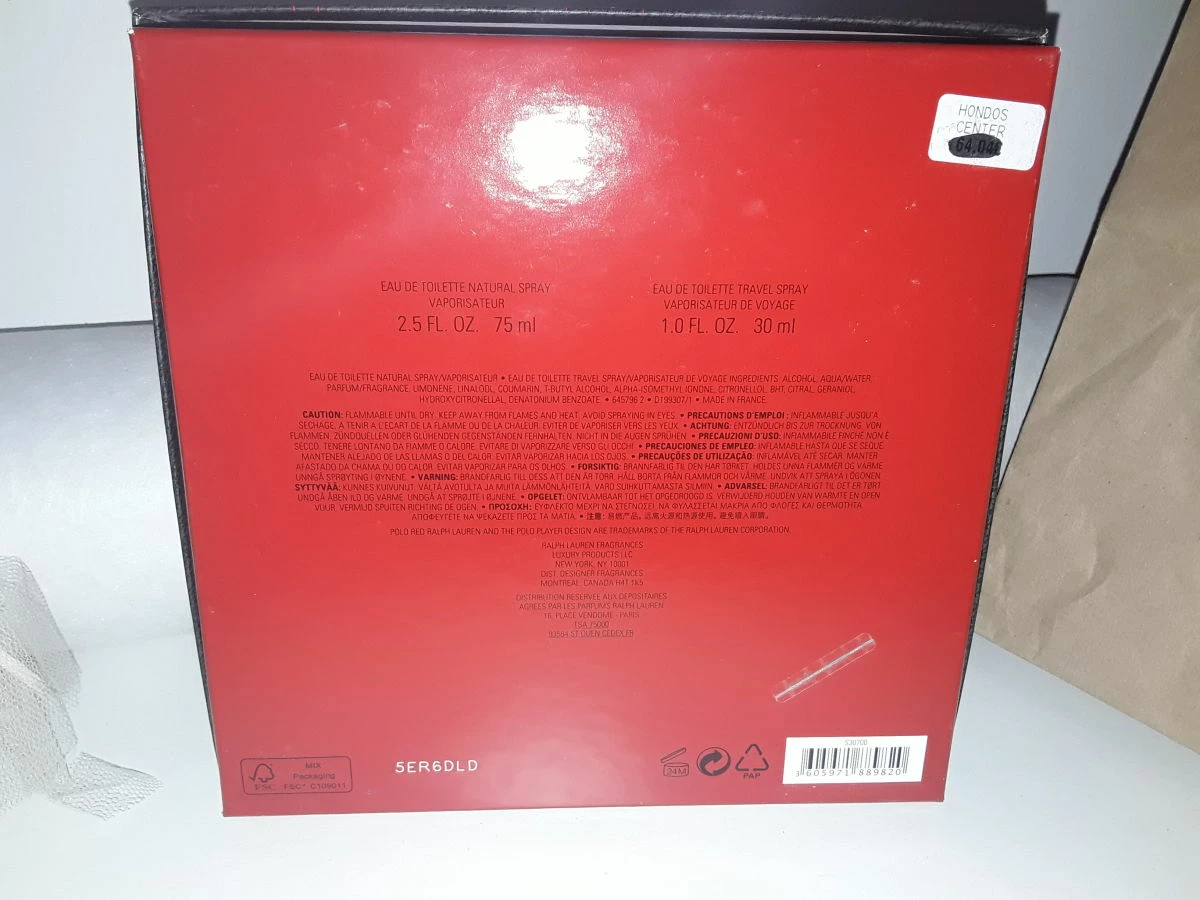 HONDOS
CENTER
64.04€
EAU DE TOILETTE NATURAL SPRAY
VAPORISATEUR
2.5 FL. OZ. 75 ml
EAU DE TOILETTE TRAVEL SPRAY
VAPORISATEUR DE VOYAGE
1.0 FL. OZ. 30 ml
EAU DE TOILETTE NATURAL SPRAY/VAPORISATEUR • EAU DE TOILETTE TRAVEL SPRAY/VAPORISATEUR DE VOYAGE INGREDIENTS: ALCOHOL, AQUA/WATER,
PARFUM/FRAGRANCE, LIMONENE, LINALOOL, COUMARIN, T-BUTYL ALCOHOL, ALPHA-ISOMETHYL IONONE, CITRONELLOL, BHT, CITRAL, GERANIOL,
HYDROXYCITRONELLAL, DENATONIUM BENZOATE. • 645796 2 • D199307/1 • MADE IN FRANCE.
CAUTION: FLAMMABLE UNTIL DRY. KEEP AWAY FROM FLAMES AND HEAT. AVOID SPRAYING IN EYES. • PRECAUTIONS D'EMPLOI : INFLAMMABLE JUSQU'A
SECHAGE, A TENIR A L'ECART DE LA FLAMME OU DE LA CHALEUR. EVITER DE VAPORISER VERS LES YEUX. • ACHTUNG: ENTZÜNDLICH BIS ZUR TROCKNUNG. VON
FLAMMEN, ZÜNDQUELLEN ODER GLÜHENDEN GEGENSTÄNDEN FERNHALTEN. NICHT IN DIE AUGEN SPRÜHEN. • PRECAUZIONI D'USO: INFIAMMABILE FINCHÉ NON È
SECCO. TENERE LONTANO DA FIAMME O CALORE. EVITARE DI VAPORIZZARE VERSO GLI OCCHI. • PRECAUCIONES DE EMPLEO: INFLAMABLE HASTA QUE SE SEQUE.
MANTENER ALEJADO DE LAS LLAMAS O DEL CALOR. EVITAR VAPORIZAR HACIA LOS OJOS. • PRECAUÇÕES DE UTILIZAÇÃO: INFLAMÁVEL ATÉ SECAR. MANTER
AFASTADO DA CHAMA OU DO CALOR. EVITAR VAPORIZAR PARA OS OLHOS. • FORSIKTIG: BRANNFARLIG TIL DEN HAR TØRKET. HOLDES UNNA FLAMMER OG VARME.
UNNGÅ SPRØYTING I ØYNENE. • VARNING: BRANDFARLIG TILL DESS ATT DEN ÄR TORR. HÅLL BORTA FRÅN FLAMMOR OCH VÄRME. UNDVIK ATT SPRAYA I ÖGONEN.
SYTTYVÄÄ: KUNNES KUIVUNUT. VÄLTÄ AVOTULTA JA MUITA LÄMMÖNLÄHTEITÄ. VARO SUIHKUTTAMASTA SILMIIN. • ADVARSEL: BRANDFARLIGT TIL DET ER TØRT.
UNDGÅ ÅBEN ILD OG VARME. UNDGÅ AT SPRØJTE I ØJNENE. • OPGELET: ONTVLAMBAAR TOT HET OPGEDROOGD IS. VERWIJDERD HOUDEN VAN WARMTE EN OPEN
VUUR. VERMIJD SPUITEN RICHTING DE OGEN. • ΠΡΟΣΟΧΗ: ΕΥΦΛΕΚΤΟ ΜΕΧΡΙ ΝΑ ΣΤΕΓΝΩΣΕΙ. ΝΑ ΦΥΛΑΣΣΕΤΑΙ ΜΑΚΡΙΑ ΑΠΟ ΦΛΟΓΕΣ ΚΑΙ ΘΕΡΜΟΤΗΤΑ.
ΑΠΟΦΕΥΓΕΤΕ ΝΑ ΨΕΚΑΖΕΤΕ ΠΡΟΣ ΤΑ ΜΑΤΙΑ. • 注意: 易燃产品。远离火源和热源使用。避免喷入眼睛。
POLO RED RALPH LAUREN AND THE POLO PLAYER DESIGN ARE TRADEMARKS OF THE RALPH LAUREN CORPORATION.
RALPH LAUREN FRAGRANCES
LUXURY PRODUCTS LLC
NEW YORK, NY 10001
DIST. DESIGNER FRAGRANCES
MONTREAL, CANADA H4T 1K5
DISTRIBUTION RESERVEE AUX DEPOSITAIRES
AGREES PAR LES PARFUMS RALPH LAUREN
16, PLACE VENDOME - PARIS
TSA 75000
93584 ST OUEN CEDEX FR
FSC
MIX
Packaging
FSC® C109011
5ER6DLD
24M
PAP
S30700
3 605971 889820